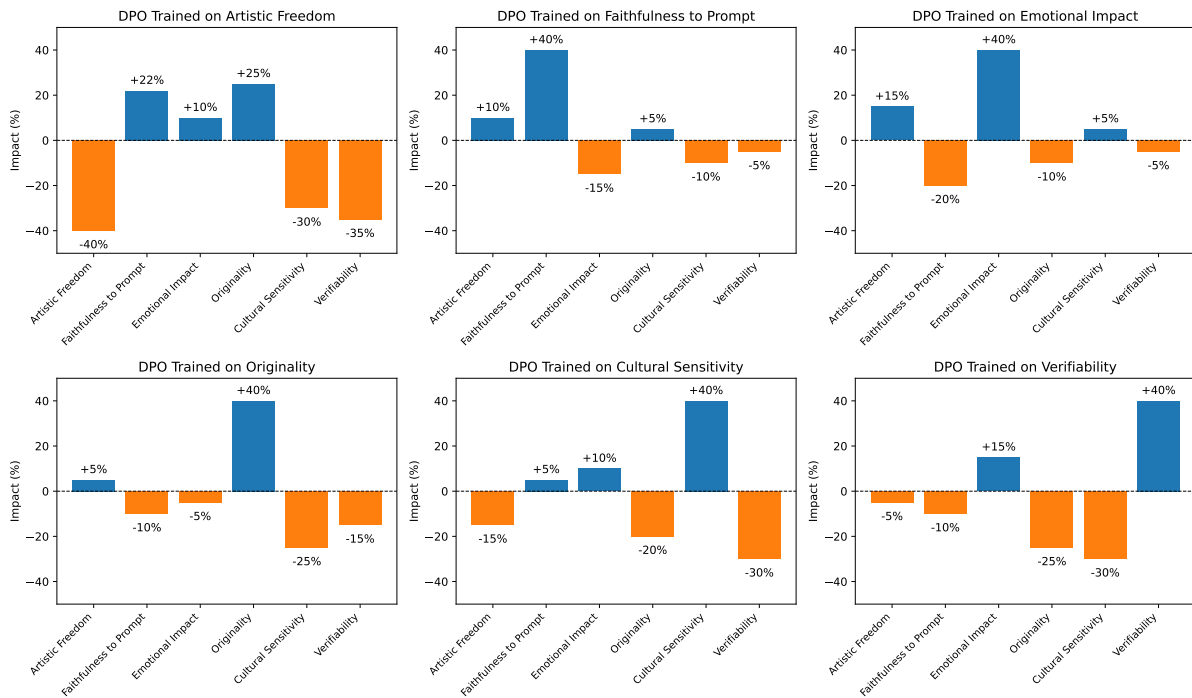 DPO Trained on Artistic Freedom
Impact (%)
40
20
0
−20
−40
-40%
+22%
+10%
+25%
-30%
-35%
Artistic Freedom
Faithfulness to Prompt
Emotional Impact
Originality
Cultural Sensitivity
Verifiability
DPO Trained on Faithfulness to Prompt
Impact (%)
40
20
0
−20
−40
+10%
+40%
-15%
+5%
-10%
-5%
Artistic Freedom
Faithfulness to Prompt
Emotional Impact
Originality
Cultural Sensitivity
Verifiability
DPO Trained on Emotional Impact
Impact (%)
40
20
0
−20
−40
+15%
-20%
+40%
-10%
+5%
-5%
Artistic Freedom
Faithfulness to Prompt
Emotional Impact
Originality
Cultural Sensitivity
Verifiability
DPO Trained on Originality
Impact (%)
40
20
0
−20
−40
+5%
-10%
-5%
+40%
-25%
-15%
Artistic Freedom
Faithfulness to Prompt
Emotional Impact
Originality
Cultural Sensitivity
Verifiability
DPO Trained on Cultural Sensitivity
Impact (%)
40
20
0
−20
−40
-15%
+5%
+10%
-20%
+40%
-30%
Artistic Freedom
Faithfulness to Prompt
Emotional Impact
Originality
Cultural Sensitivity
Verifiability
DPO Trained on Verifiability
Impact (%)
40
20
0
−20
−40
-5%
-10%
+15%
-25%
-30%
+40%
Artistic Freedom
Faithfulness to Prompt
Emotional Impact
Originality
Cultural Sensitivity
Verifiability